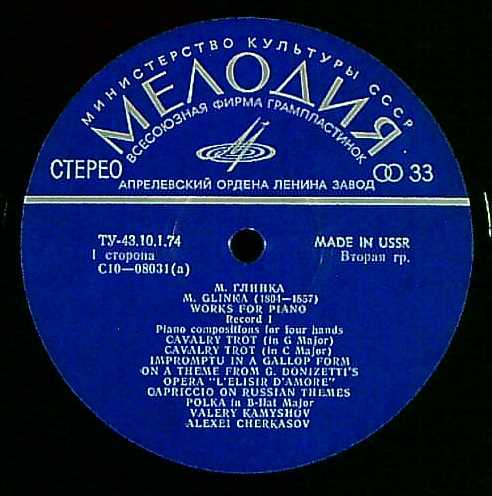 МИНИСТЕРСТВО КУЛЬТУРЫ СССР
МЕЛОДИЯ
ВСЕСОЮЗНАЯ ФИРМА ГРАМПЛАСТИНОК
СТЕРЕО 33
АПРЕЛЕВСКИЙ ОРДЕНА ЛЕНИНА ЗАВОД
ТУ-43.10.1.74 MADE IN USSR
1 сторона Вторая гр.
С10—08031(а)
М. ГЛИНКА
M. GLINKA (1804—1857)
WORKS FOR PIANO
Record 1
Piano compositions for four hands
CAVALRY TROT (in G Major)
CAVALRY TROT (in C Major)
IMPROMPTU IN A GALLOP FORM
ON A THEME FROM G. DONIZETTI'S
OPERA "L'ELISIR D'AMORE"
CAPRICCIO ON RUSSIAN THEMES
POLKA in B-flat Major
VALERY KAMYSHOV
ALEXEI CHERKASOV